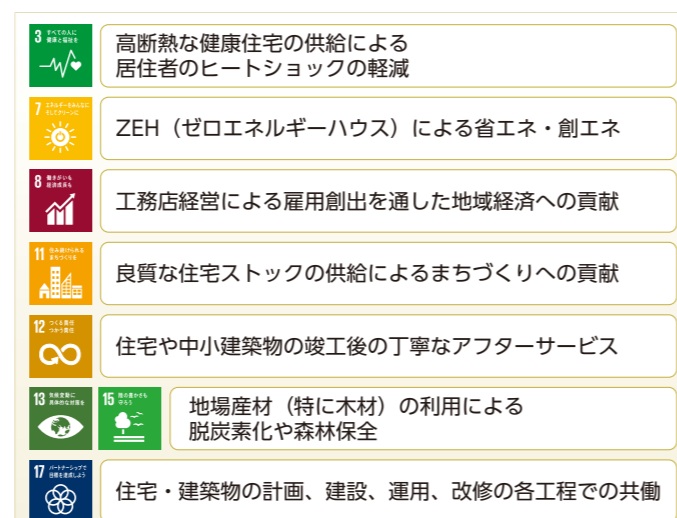 3 すべての人に
健康と福祉を
高断熱な健康住宅の供給による
居住者のヒートショックの軽減
7 エネルギーをみんなに
そしてクリーンに
ZEH（ゼロエネルギーハウス）による省エネ・創エネ
8 働きがいも
経済成長も
工務店経営による雇用創出を通した地域経済への貢献
11 住み続けられる
まちづくりを
良質な住宅ストックの供給によるまちづくりへの貢献
12 つくる責任
つかう責任
住宅や中小建築物の竣工後の丁寧なアフターサービス
13 気候変動に
具体的な対策を
15 陸の豊かさも
守ろう
地場産材（特に木材）の利用による
脱炭素化や森林保全
17 パートナーシップで
目標を達成しよう
住宅・建築物の計画、建設、運用、改修の各工程での共働